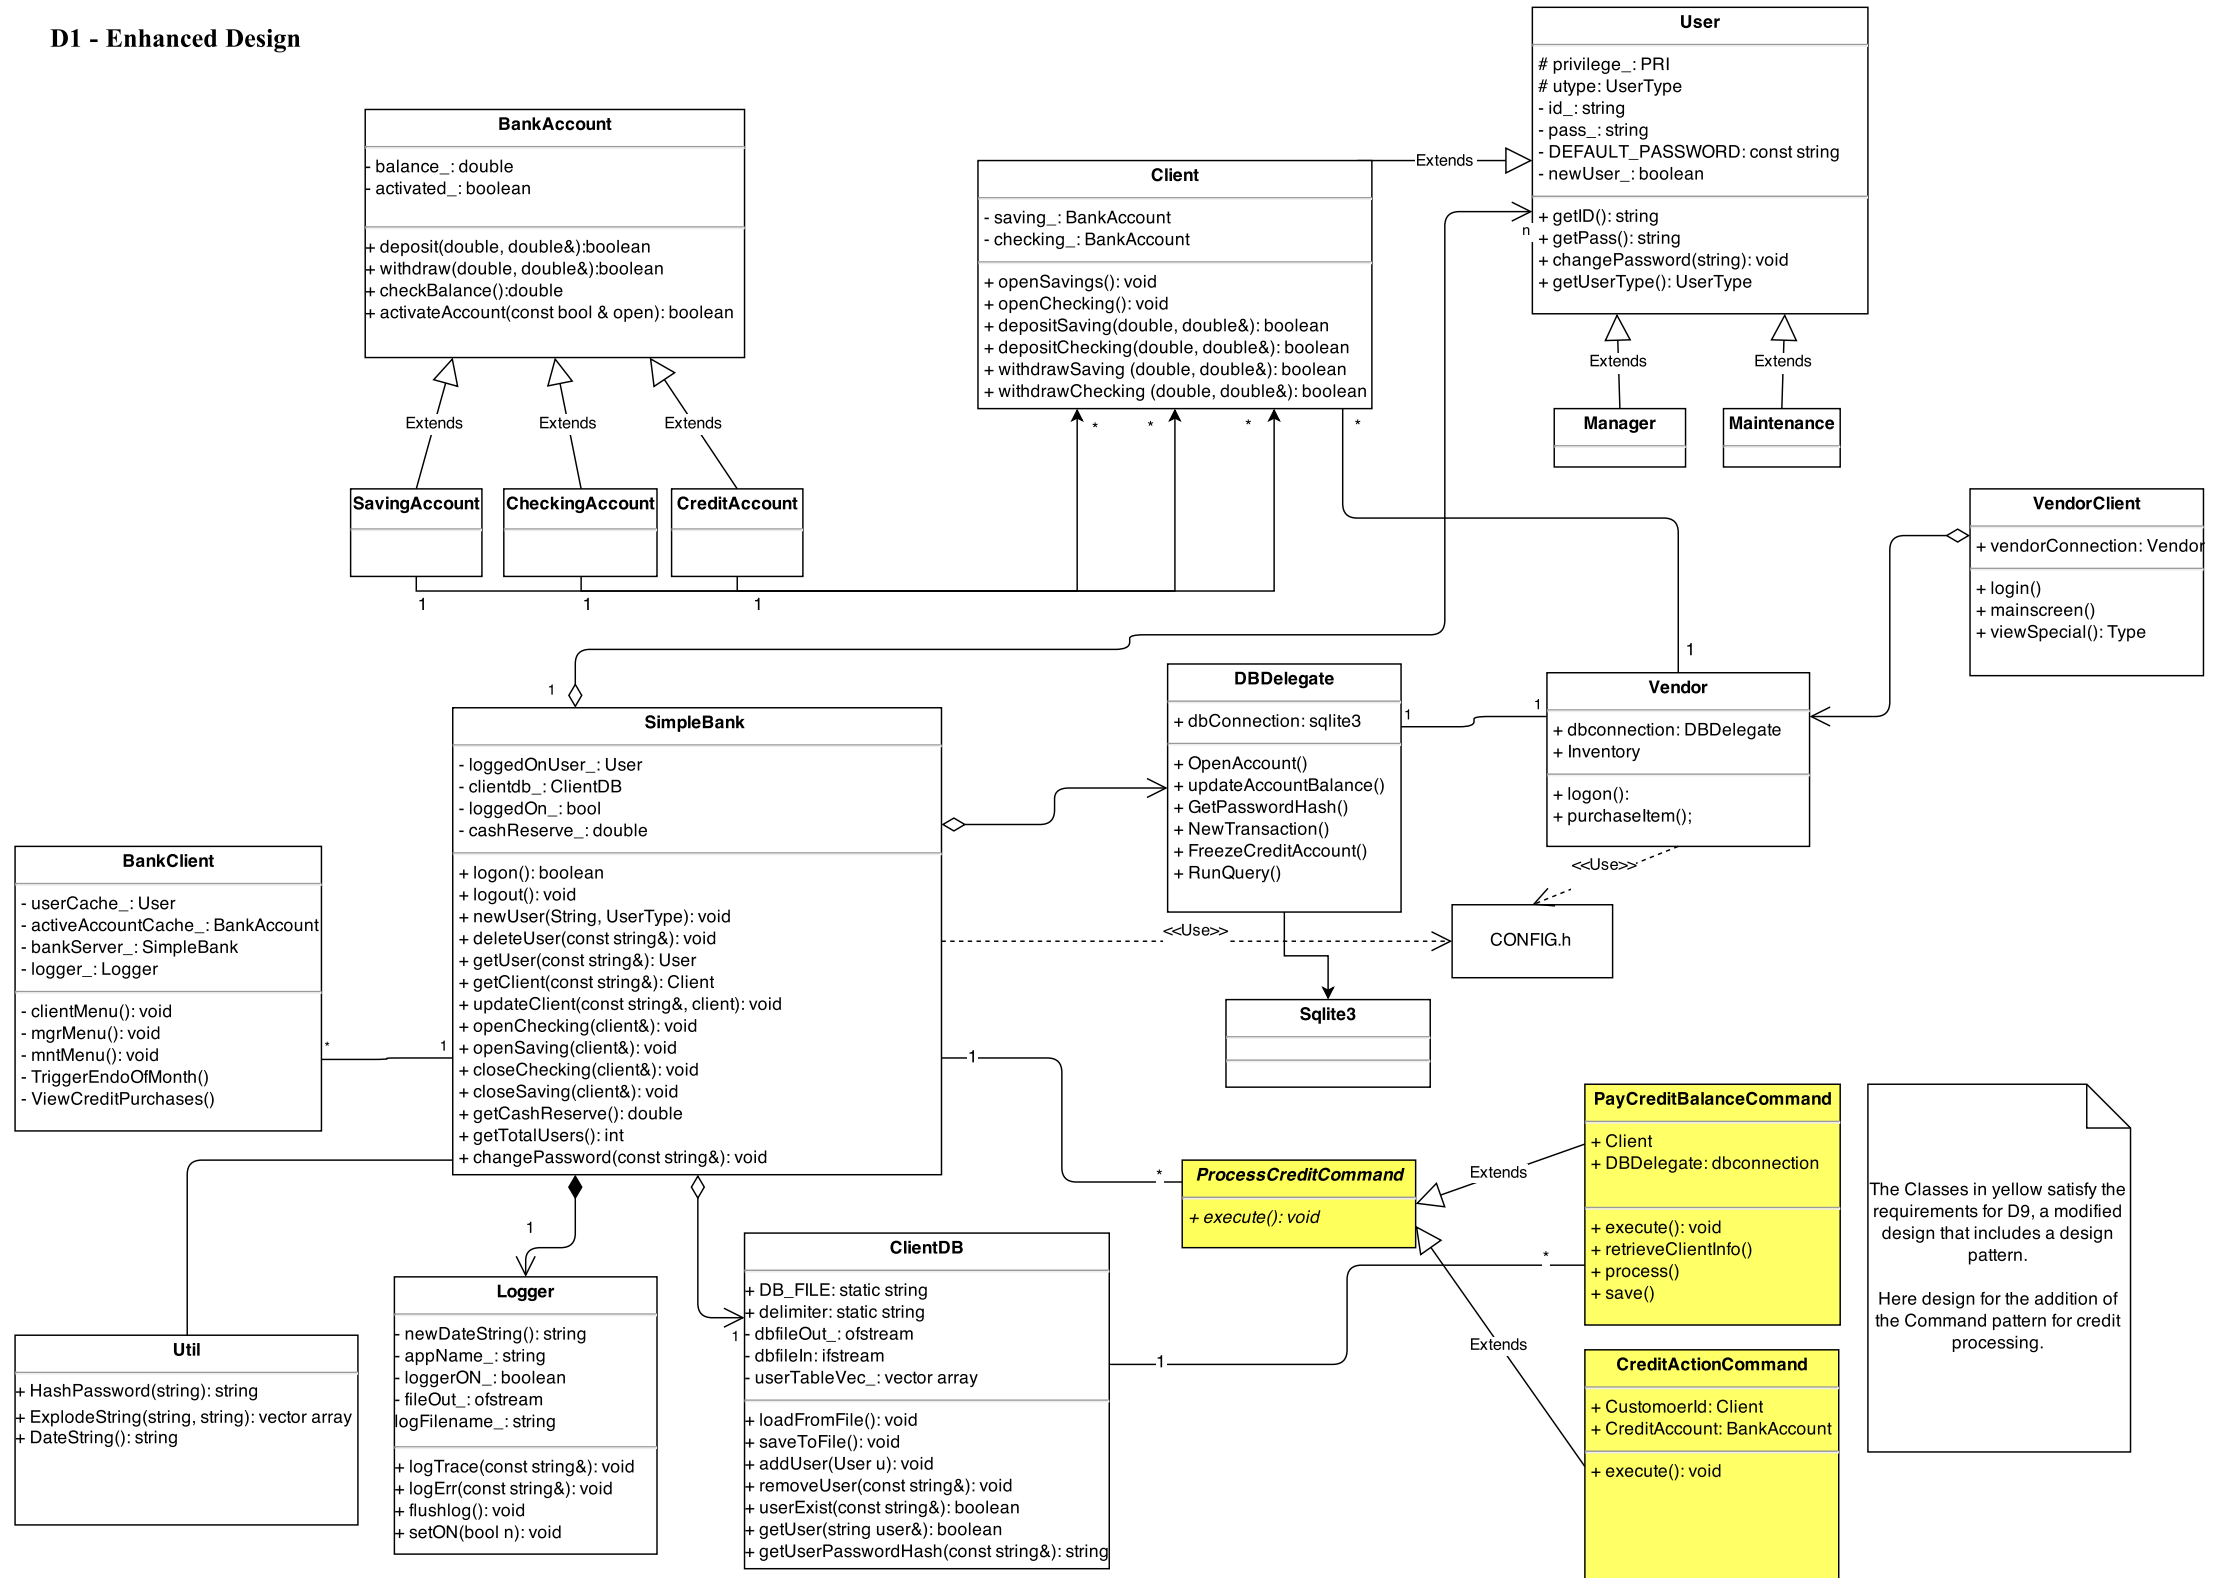 D1 - Enhanced Design
User
# privilege_: PRI
# utype: UserType
- id_: string
- pass_: string
- DEFAULT_PASSWORD: const string
- newUser_: boolean
+ getID(): string
+ getPass(): string
+ changePassword(string): void
+ getUserType(): UserType
BankAccount
- balance_: double
- activated_: boolean
+ deposit(double, double&):boolean
+ withdraw(double, double&):boolean
+ checkBalance():double
+ activateAccount(const bool & open): boolean
Client
- saving_: BankAccount
- checking_: BankAccount
+ openSavings(): void
+ openChecking(): void
+ depositSaving(double, double&): boolean
+ depositChecking(double, double&): boolean
+ withdrawSaving (double, double&): boolean
+ withdrawChecking (double, double&): boolean
Extends
n
Extends
Extends
Manager
Maintenance
Extends
Extends
Extends
*
*
*
*
SavingAccount
CheckingAccount
CreditAccount
1
1
1
VendorClient
+ vendorConnection: Vendor
+ login()
+ mainscreen()
+ viewSpecial(): Type
1
1
SimpleBank
- loggedOnUser_: User
- clientdb_: ClientDB
- loggedOn_: bool
- cashReserve_: double
+ logon(): boolean
+ logout(): void
+ newUser(String, UserType): void
+ deleteUser(const string&): void
+ getUser(const string&): User
+ getClient(const string&): Client
+ updateClient(const string&, client): void
+ openChecking(client&): void
+ openSaving(client&): void
+ closeChecking(client&): void
+ closeSaving(client&): void
+ getCashReserve(): double
+ getTotalUsers(): int
+ changePassword(const string&): void
DBDelegate
+ dbConnection: sqlite3
+ OpenAccount()
+ updateAccountBalance()
+ GetPasswordHash()
+ NewTransaction()
+ FreezeCreditAccount()
+ RunQuery()
1
1
Vendor
+ dbconnection: DBDelegate
+ Inventory
+ logon():
+ purchaseItem();
<<Use>>
<<Use>>
CONFIG.h
Sqlite3
BankClient
- userCache_: User
- activeAccountCache_: BankAccount
- bankServer_: SimpleBank
- logger_: Logger
- clientMenu(): void
- mgrMenu(): void
- mntMenu(): void
- TriggerEndoOfMonth()
- ViewCreditPurchases()
*
1
1
*
ProcessCreditCommand
+ execute(): void
Extends
Extends
PayCreditBalanceCommand
+ Client
+ DBDelegate: dbconnection
+ execute(): void
+ retrieveClientInfo()
+ process()
+ save()
*
1
CreditActionCommand
+ CustomoerId: Client
+ CreditAccount: BankAccount
+ execute(): void
The Classes in yellow satisfy the
requirements for D9, a modified
design that includes a design
pattern.
Here design for the addition of
the Command pattern for credit
processing.
1
1
Logger
- newDateString(): string
- appName_: string
- loggerON_: boolean
- fileOut_: ofstream
logFilename_: string
+ logTrace(const string&): void
+ logErr(const string&): void
+ flushlog(): void
+ setON(bool n): void
ClientDB
+ DB_FILE: static string
+ delimiter: static string
- dbfileOut_: ofstream
- dbfileIn: ifstream
- userTableVec_: vector array
+ loadFromFile(): void
+ saveToFile(): void
+ addUser(User u): void
+ removeUser(const string&): void
+ userExist(const string&): boolean
+ getUser(string user&): boolean
+ getUserPasswordHash(const string&): string
Util
+ HashPassword(string): string
+ ExplodeString(string, string): vector array
+ DateString(): string